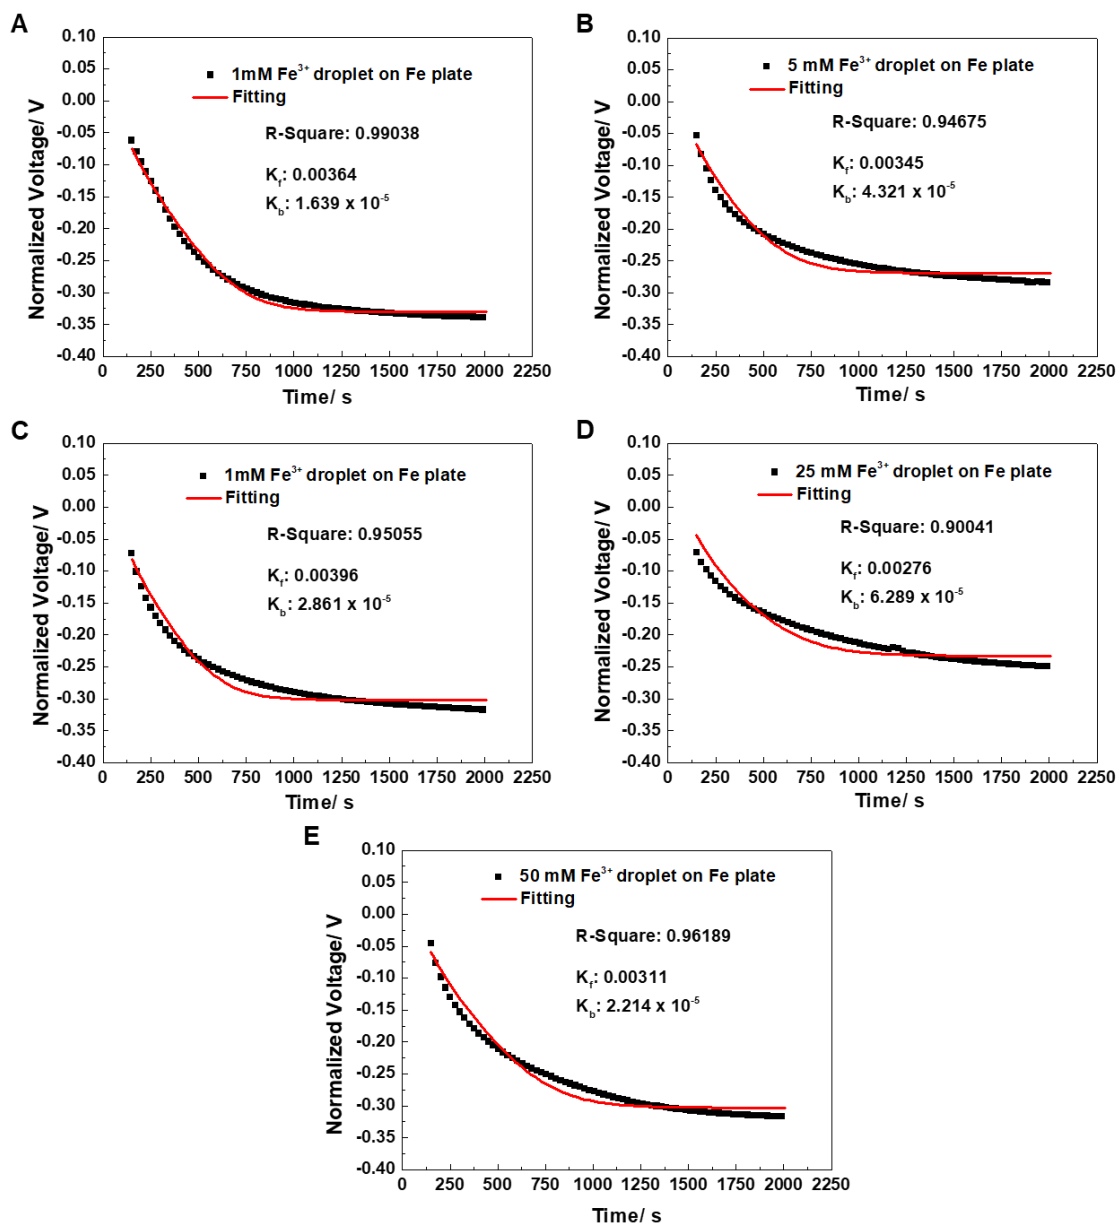 A
0.10
0.05
0.00
-0.05
-0.10
-0.15
-0.20
-0.25
-0.30
-0.35
-0.40
Normalized Voltage/ V
1mM Fe³⁺ droplet on Fe plate
Fitting
R-Square: 0.99038
K_f: 0.00364
K_b: 1.639 x 10⁻⁵
0 250 500 750 1000 1250 1500 1750 2000 2250
Time/ s
B
0.10
0.05
0.00
-0.05
-0.10
-0.15
-0.20
-0.25
-0.30
-0.35
-0.40
Normalized Voltage/ V
5 mM Fe³⁺ droplet on Fe plate
Fitting
R-Square: 0.94675
K_f: 0.00345
K_b: 4.321 x 10⁻⁵
0 250 500 750 1000 1250 1500 1750 2000 2250
Time/ s
C
0.10
0.05
0.00
-0.05
-0.10
-0.15
-0.20
-0.25
-0.30
-0.35
-0.40
Normalized Voltage/ V
1mM Fe³⁺ droplet on Fe plate
Fitting
R-Square: 0.95055
K_f: 0.00396
K_b: 2.861 x 10⁻⁵
0 250 500 750 1000 1250 1500 1750 2000 2250
Time/ s
D
0.10
0.05
0.00
-0.05
-0.10
-0.15
-0.20
-0.25
-0.30
-0.35
-0.40
Normalized Voltage/ V
25 mM Fe³⁺ droplet on Fe plate
Fitting
R-Square: 0.90041
K_f: 0.00276
K_b: 6.289 x 10⁻⁵
0 250 500 750 1000 1250 1500 1750 2000 2250
Time/ s
E
0.10
0.05
0.00
-0.05
-0.10
-0.15
-0.20
-0.25
-0.30
-0.35
-0.40
Normalized Voltage/ V
50 mM Fe³⁺ droplet on Fe plate
Fitting
R-Square: 0.96189
K_f: 0.00311
K_b: 2.214 x 10⁻⁵
0 250 500 750 1000 1250 1500 1750 2000 2250
Time/ s